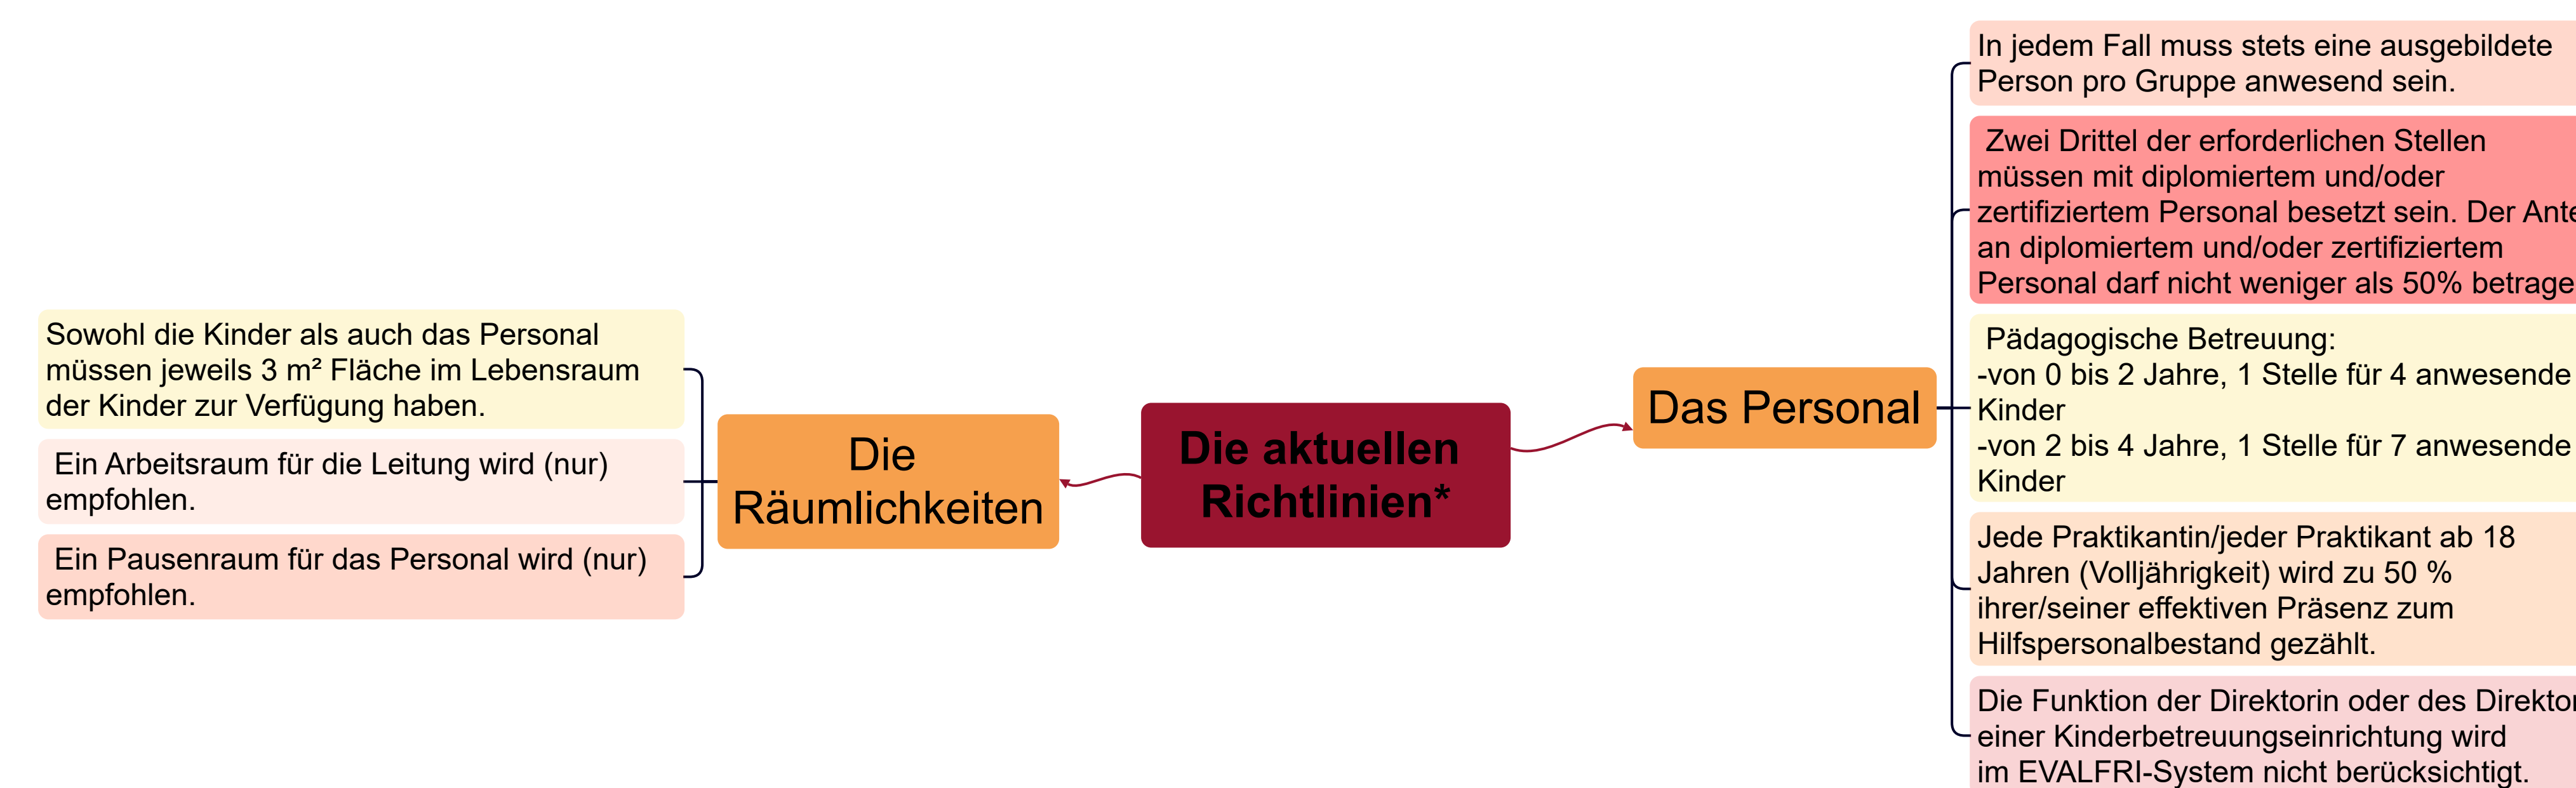 Sowohl die Kinder als auch das Personal
müssen jeweils 3 m² Fläche im Lebensraum
der Kinder zur Verfügung haben.
Ein Arbeitsraum für die Leitung wird (nur)
empfohlen.
Ein Pausenraum für das Personal wird (nur)
empfohlen.
Die
Räumlichkeiten
Die aktuellen
Richtlinien*
Das Personal
In jedem Fall muss stets eine ausgebildete
Person pro Gruppe anwesend sein.
Zwei Drittel der erforderlichen Stellen
müssen mit diplomiertem und/oder
zertifiziertem Personal besetzt sein. Der
an diplomiertem und/oder zertifiziertem
Personal darf nicht weniger als 50%
Pädagogische Betreuung:
-von 0 bis 2 Jahre, 1 Stelle für 4 anwesende
Kinder
-von 2 bis 4 Jahre, 1 Stelle für 7 anwesende
Kinder
Jede Praktikantin/jeder Praktikant ab 18
Jahren (Volljährigkeit) wird zu 50 %
ihrer/seiner effektiven Präsenz zum
Hilfspersonalbestand gezählt.
Die Funktion der Direktorin oder des
einer Kinderbetreuungseinrichtung wird
im EVALFRI-System nicht berücksichtigt.